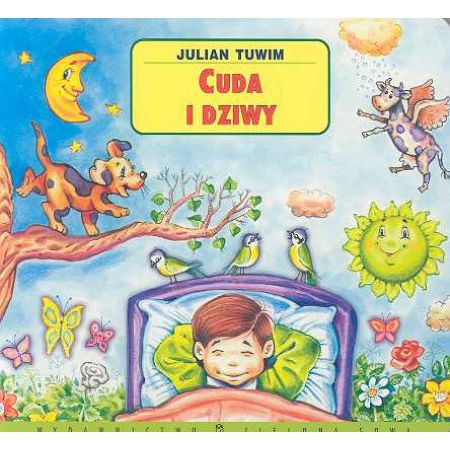 JULIAN TUWIM
CUDA
I DZIWY
WYDAWNICTWO ZIELONA SOWA